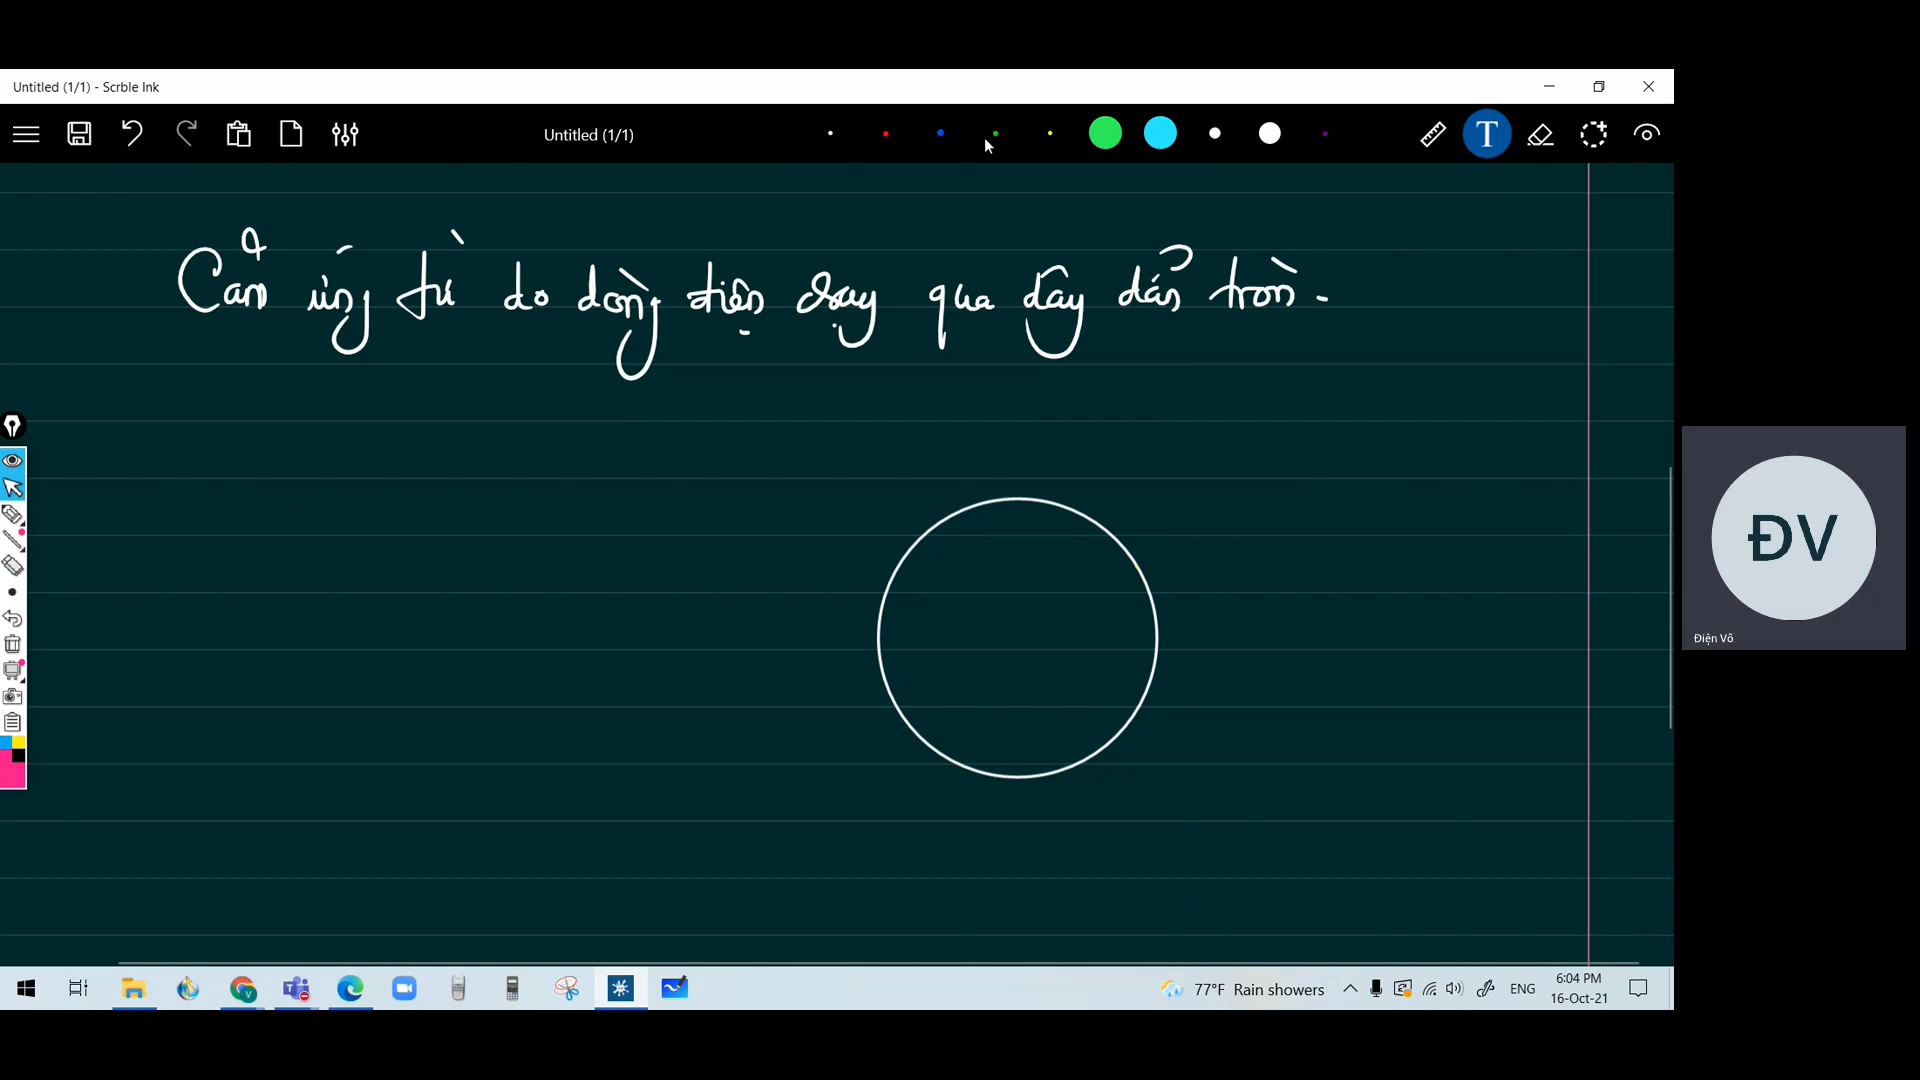 Untitled (1/1) - Scrble Ink
Untitled (1/1)
T
Cảm ứng từ do dòng điện chạy qua dây dẫn tròn.
ĐV
Điện Võ
77°F Rain showers
ENG
6:04 PM
16-Oct-21